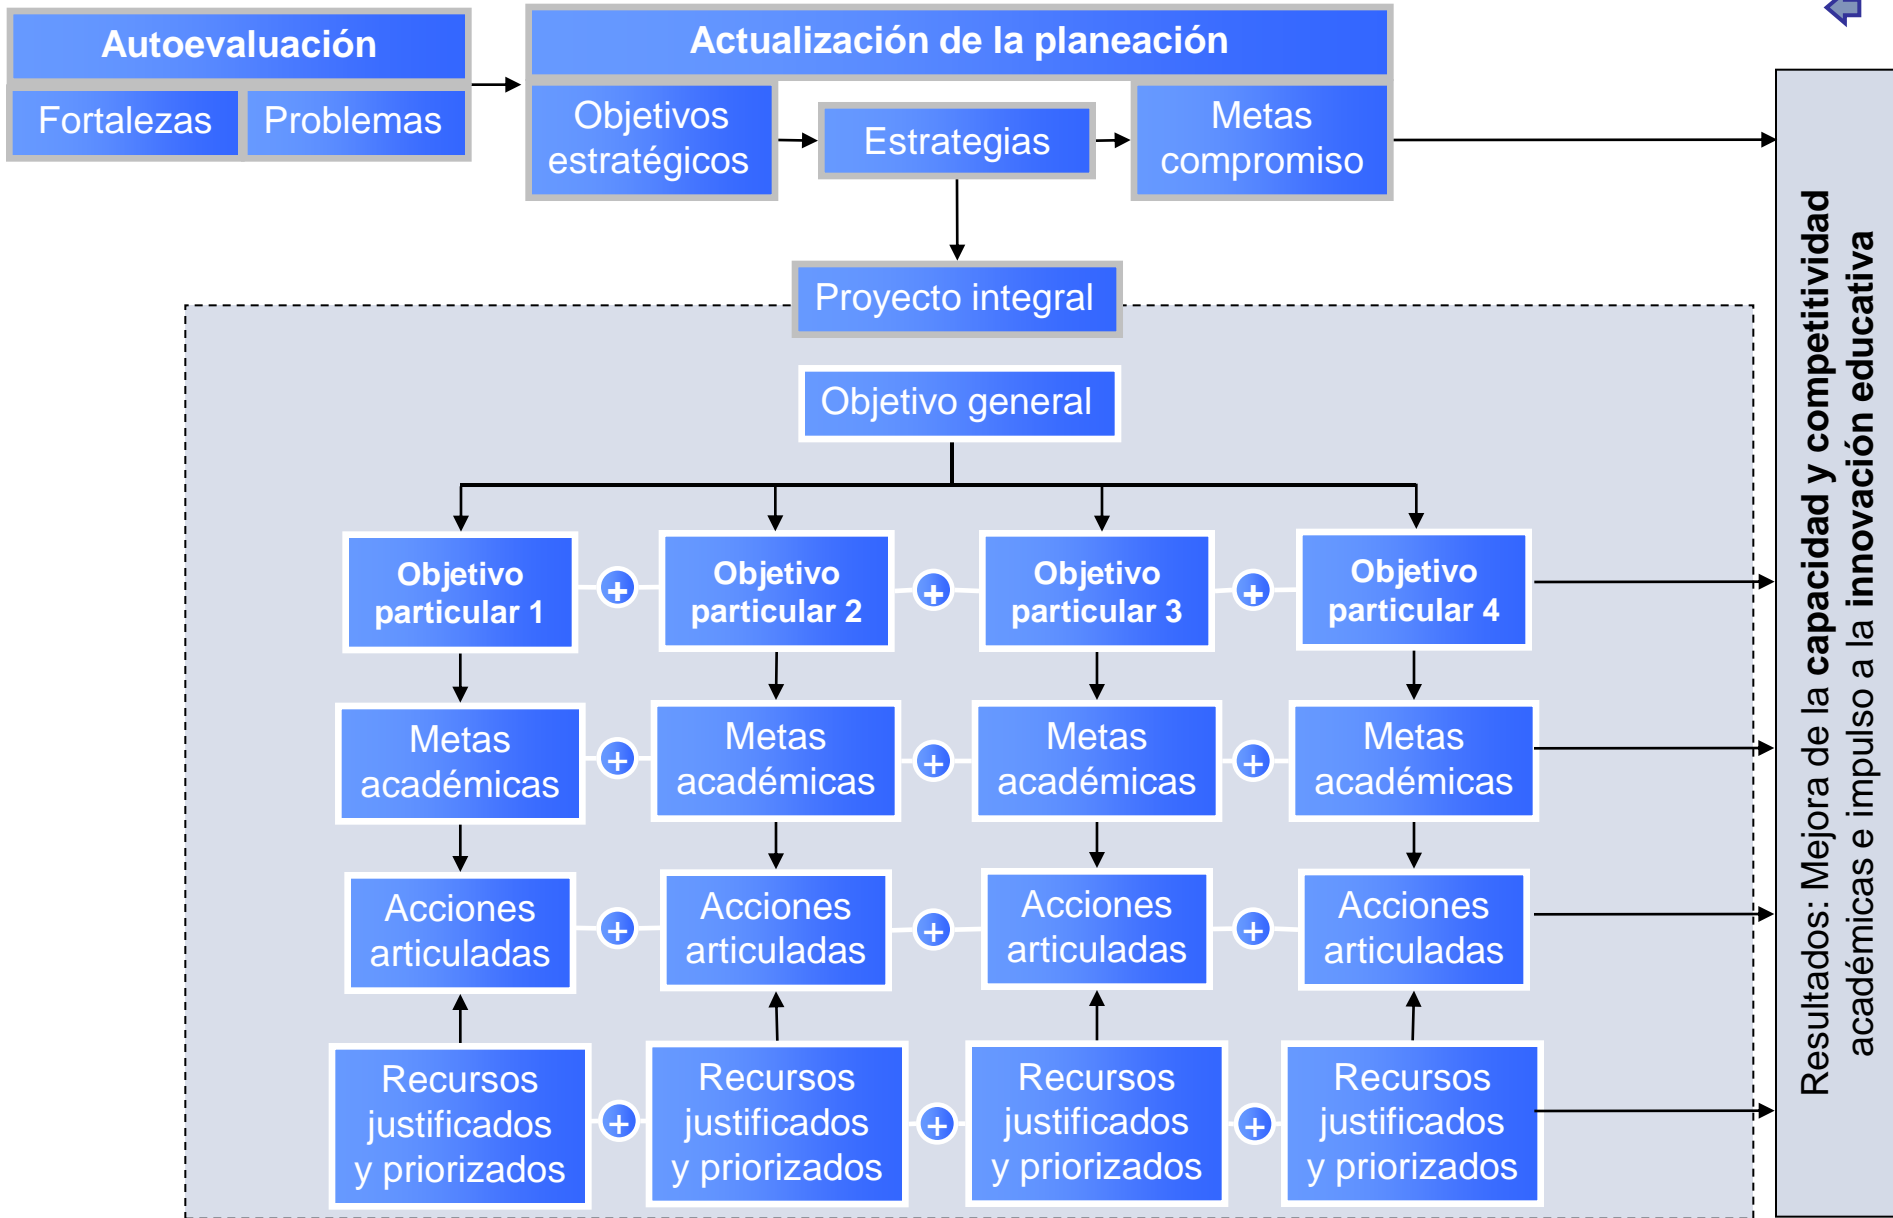 Autoevaluación
Fortalezas
Problemas
Actualización de la planeación
Objetivos
estratégicos
Estrategias
Metas
compromiso
Proyecto integral
Objetivo general
Objetivo
particular 1
+
Objetivo
particular 2
+
Objetivo
particular 3
+
Objetivo
particular 4
Metas
académicas
+
Metas
académicas
+
Metas
académicas
+
Metas
académicas
Acciones
articuladas
+
Acciones
articuladas
+
Acciones
articuladas
+
Acciones
articuladas
Recursos
justificados
y priorizados
+
Recursos
justificados
y priorizados
+
Recursos
justificados
y priorizados
+
Recursos
justificados
y priorizados
Resultados: Mejora de la capacidad y competitividad
académicas e impulso a la innovación educativa